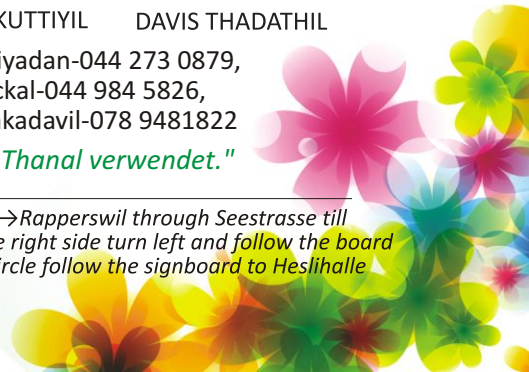 KUTTIYIL DAVIS THADATHIL
iyadan-044 273 0879,
ckal-044 984 5826,
akadavil-078 9481822
Thanal verwendet."
→Rapperswil through Seestrasse till
e right side turn left and follow the board
ircle follow the signboard to Heslihalle